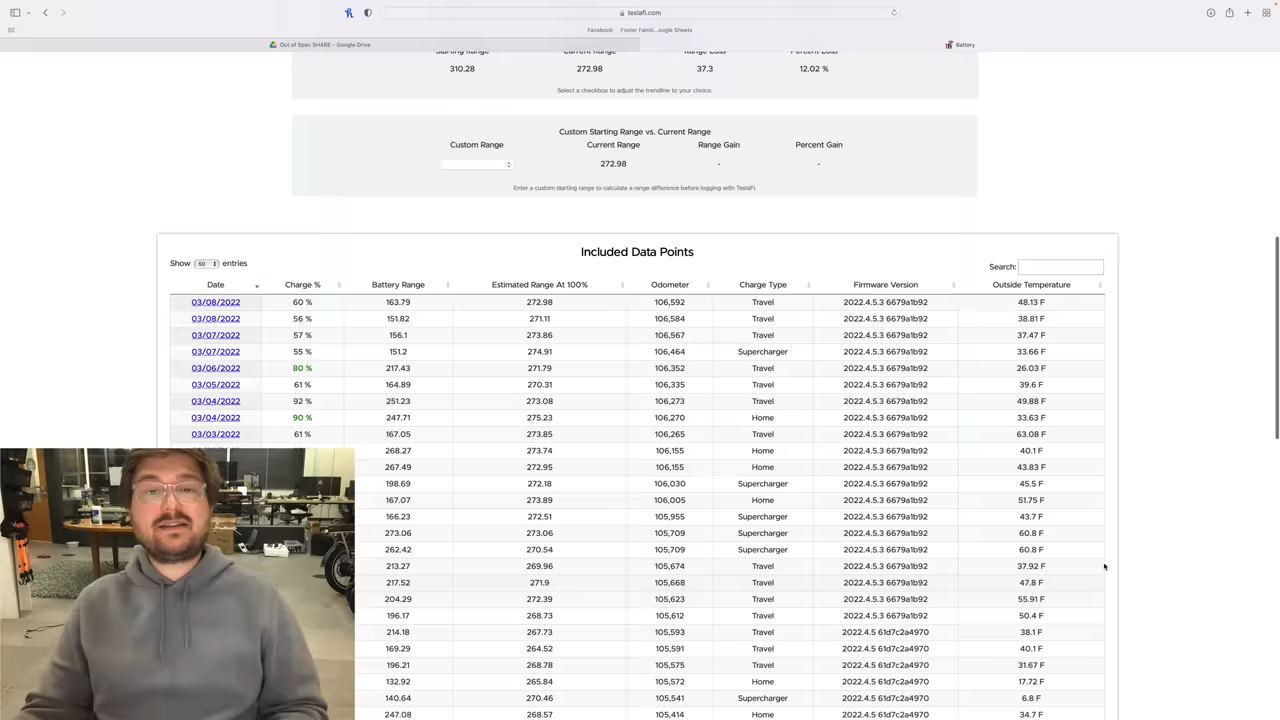 teslafi.com
Facebook Foster Famili...oogle Sheets
Out of Spec SHARE - Google Drive Battery
Starting Range Current Range Range Loss Percent Loss
310.28 272.98 37.3 12.02 %
Select a checkbox to adjust the trendline to your choice.
Custom Starting Range vs. Current Range
Custom Range Current Range Range Gain Percent Gain
272.98 - -
Enter a custom starting range to calculate a range difference before logging with TeslaFi.
Included Data Points
Show 50 entries Search:
Date Charge % Battery Range Estimated Range At 100% Odometer Charge Type Firmware Version Outside Temperature
03/08/2022 60 % 163.79 272.98 106,592 Travel 2022.4.5.3 6679a1b92 48.13 F
03/08/2022 56 % 151.82 271.11 106,584 Travel 2022.4.5.3 6679a1b92 38.81 F
03/07/2022 57 % 156.1 273.86 106,567 Travel 2022.4.5.3 6679a1b92 37.47 F
03/07/2022 55 % 151.2 274.91 106,464 Supercharger 2022.4.5.3 6679a1b92 33.66 F
03/06/2022 80 % 217.43 271.79 106,352 Travel 2022.4.5.3 6679a1b92 26.03 F
03/05/2022 61 % 164.89 270.31 106,335 Travel 2022.4.5.3 6679a1b92 39.6 F
03/04/2022 92 % 251.23 273.08 106,273 Travel 2022.4.5.3 6679a1b92 49.88 F
03/04/2022 90 % 247.71 275.23 106,270 Home 2022.4.5.3 6679a1b92 33.63 F
03/03/2022 61 % 167.05 273.85 106,265 Travel 2022.4.5.3 6679a1b92 63.08 F
268.27 273.74 106,155 Home 2022.4.5.3 6679a1b92 40.1 F
267.49 272.95 106,155 Home 2022.4.5.3 6679a1b92 43.83 F
198.69 272.18 106,030 Supercharger 2022.4.5.3 6679a1b92 45.5 F
167.07 273.89 106,005 Home 2022.4.5.3 6679a1b92 51.75 F
166.23 272.51 105,955 Supercharger 2022.4.5.3 6679a1b92 43.7 F
273.06 273.06 105,709 Supercharger 2022.4.5.3 6679a1b92 60.8 F
262.42 270.54 105,709 Supercharger 2022.4.5.3 6679a1b92 60.8 F
213.27 269.96 105,674 Travel 2022.4.5.3 6679a1b92 37.92 F
217.52 271.9 105,668 Travel 2022.4.5.3 6679a1b92 47.8 F
204.29 272.39 105,623 Travel 2022.4.5.3 6679a1b92 55.91 F
196.17 268.73 105,612 Travel 2022.4.5.3 6679a1b92 50.4 F
214.18 267.73 105,593 Travel 2022.4.5 61d7c2a4970 38.1 F
169.29 264.52 105,591 Travel 2022.4.5 61d7c2a4970 40.1 F
196.21 268.78 105,575 Travel 2022.4.5 61d7c2a4970 31.67 F
132.92 265.84 105,572 Home 2022.4.5 61d7c2a4970 17.72 F
140.64 270.46 105,541 Supercharger 2022.4.5 61d7c2a4970 6.8 F
247.08 268.57 105,414 Home 2022.4.5 61d7c2a4970 34.7 F